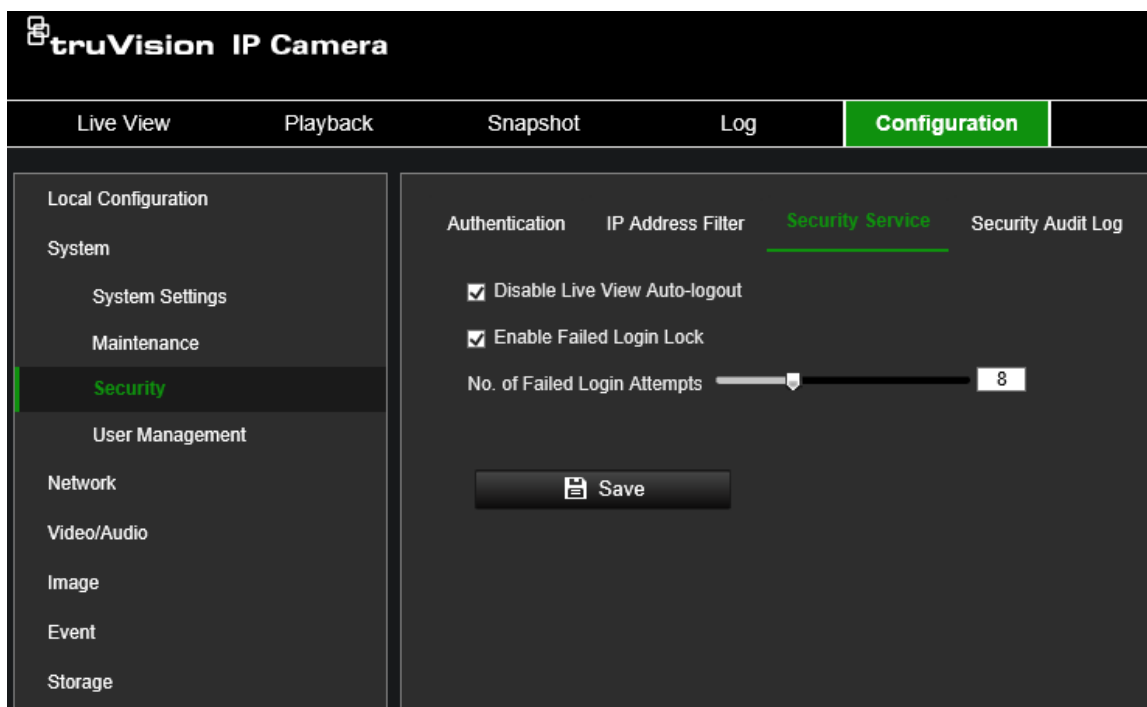 truVision IP Camera
Live View Playback Snapshot Log Configuration
Local Configuration
System
System Settings
Maintenance
Security
User Management
Network
Video/Audio
Image
Event
Storage
Authentication IP Address Filter Security Service Security Audit Log
Disable Live View Auto-logout
Enable Failed Login Lock
No. of Failed Login Attempts 8
Save